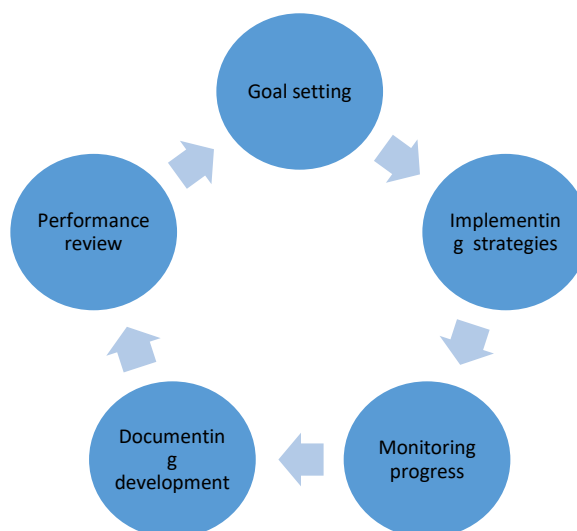 Goal setting
Implementin
g strategies
Monitoring
progress
Documentin
g
development
Performance
review